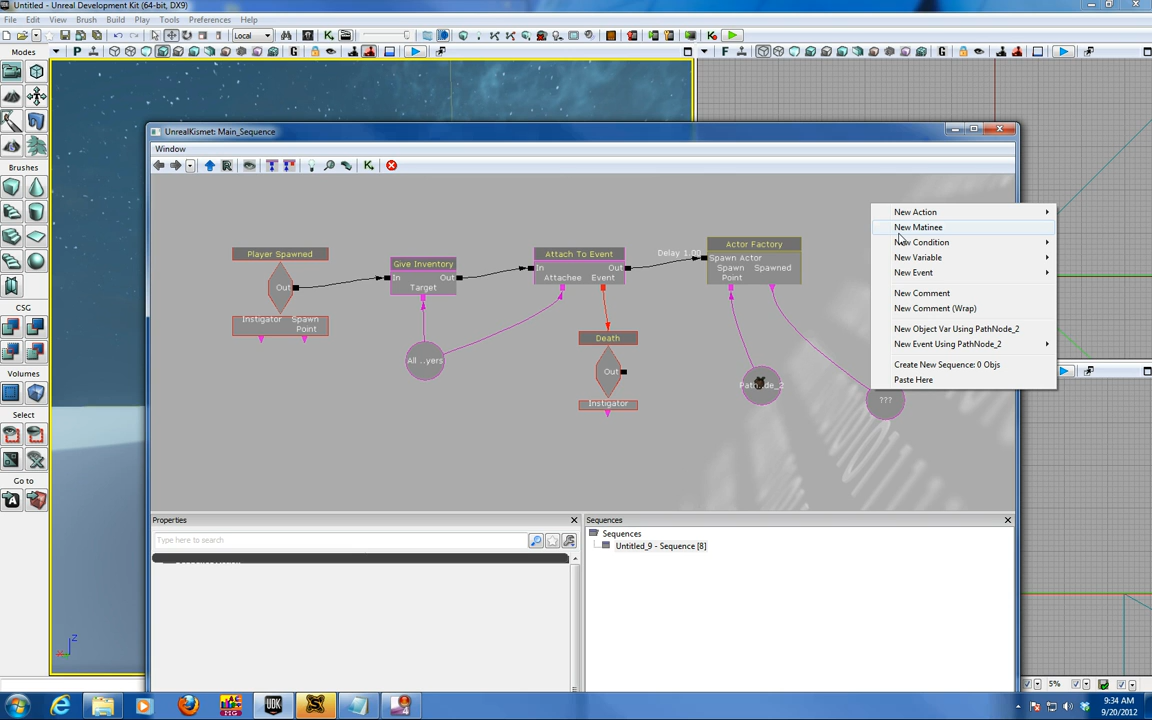 Untitled - Unreal Development Kit (64-bit, DX9)
File Edit View Brush Build Play Tools Preferences Help
Local
Modes
P
G
F
G
UnrealKismet: Main_Sequence
Window
R
K
Brushes
CSG
Volumes
Select
Go to
Player Spawned
Out
Instigator Spawn
Point
Give Inventory
In Out
Target
All ..yers
Attach To Event
In Out
Attachee Event
Death
Out
Instigator
Delay 1.00
Actor Factory
Spawn Actor
Spawn Spawned
Point
Path..de_2
???
New Action
New Matinee
New Condition
New Variable
New Event
New Comment
New Comment (Wrap)
New Object Var Using PathNode_2
New Event Using PathNode_2
Create New Sequence: 0 Objs
Paste Here
Properties
Type here to search
Sequences
Sequences
Untitled_9 - Sequence [8]
Z
5%
UDK
9:34 AM
9/20/2012